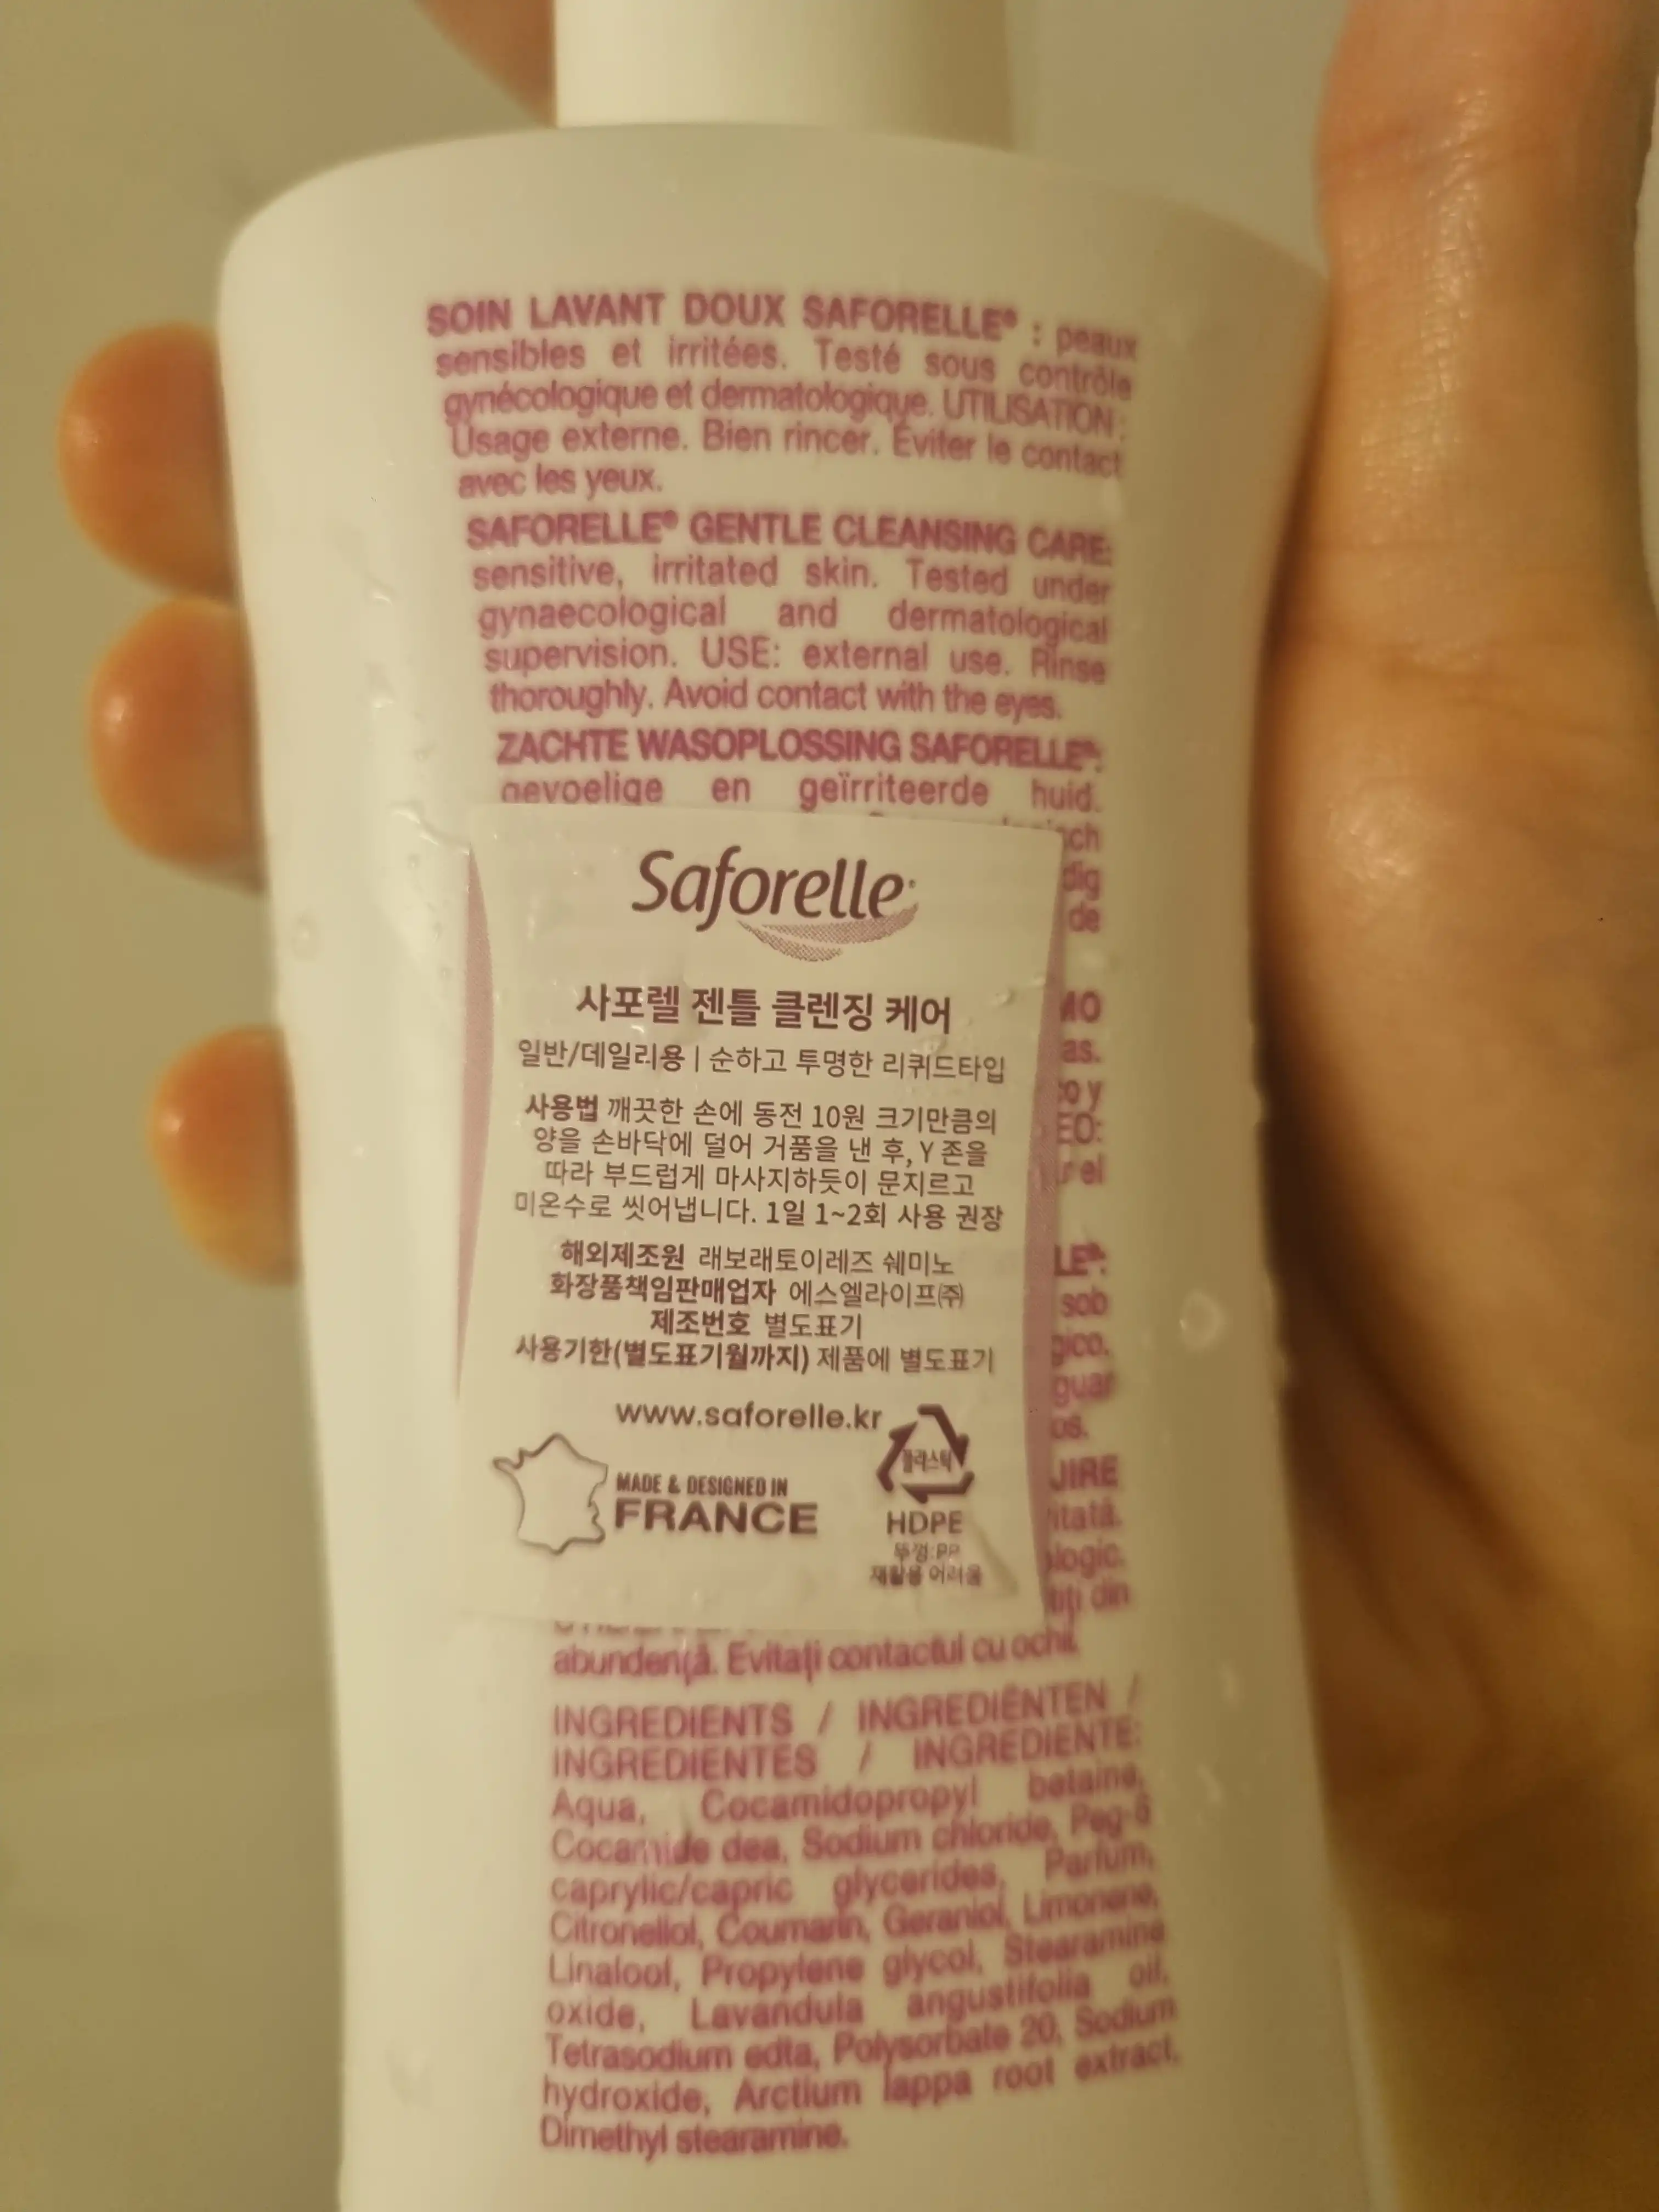 SOIN LAVANT DOUX SAFORELLE® : peaux
sensibles et irritées. Testé sous contrôle
gynécologique et dermatologique. UTILISATION :
Usage externe. Bien rincer. Éviter le contact
avec les yeux.
SAFORELLE® GENTLE CLEANSING CARE:
sensitive, irritated skin. Tested under
gynaecological and dermatological
supervision. USE: external use. Rinse
thoroughly. Avoid contact with the eyes.
ZACHTE WASOPLOSSING SAFORELLE®:
gevoelige en geïrriteerde huid.
Saforelle
사포렐 젠틀 클렌징 케어
일반/데일리용 | 순하고 투명한 리퀴드타입
사용법 깨끗한 손에 동전 10원 크기만큼의
양을 손바닥에 덜어 거품을 낸 후, Y 존을
따라 부드럽게 마사지하듯이 문지르고
미온수로 씻어냅니다. 1일 1~2회 사용 권장
해외제조원 래보래토이레즈 쉐미노
화장품책임판매업자 에스엘라이프㈜
제조번호 별도표기
사용기한(별도표기월까지) 제품에 별도표기
www.saforelle.kr
MADE & DESIGNED IN
FRANCE
플라스틱
HDPE
뚜껑:PP
재활용 어려움
abundenţă. Evitaţi contactul cu ochii.
INGREDIENTS / INGREDIËNTEN /
INGREDIENTES / INGREDIENTE:
Aqua, Cocamidopropyl betaine,
Cocamide dea, Sodium chloride, Peg-6
caprylic/capric glycerides, Parfum,
Citronellol, Coumarin, Geraniol, Limonene,
Linalool, Propylene glycol, Stearamine
oxide, Lavandula angustifolia oil,
Tetrasodium edta, Polysorbate 20, Sodium
hydroxide, Arctium lappa root extract,
Dimethyl stearamine.